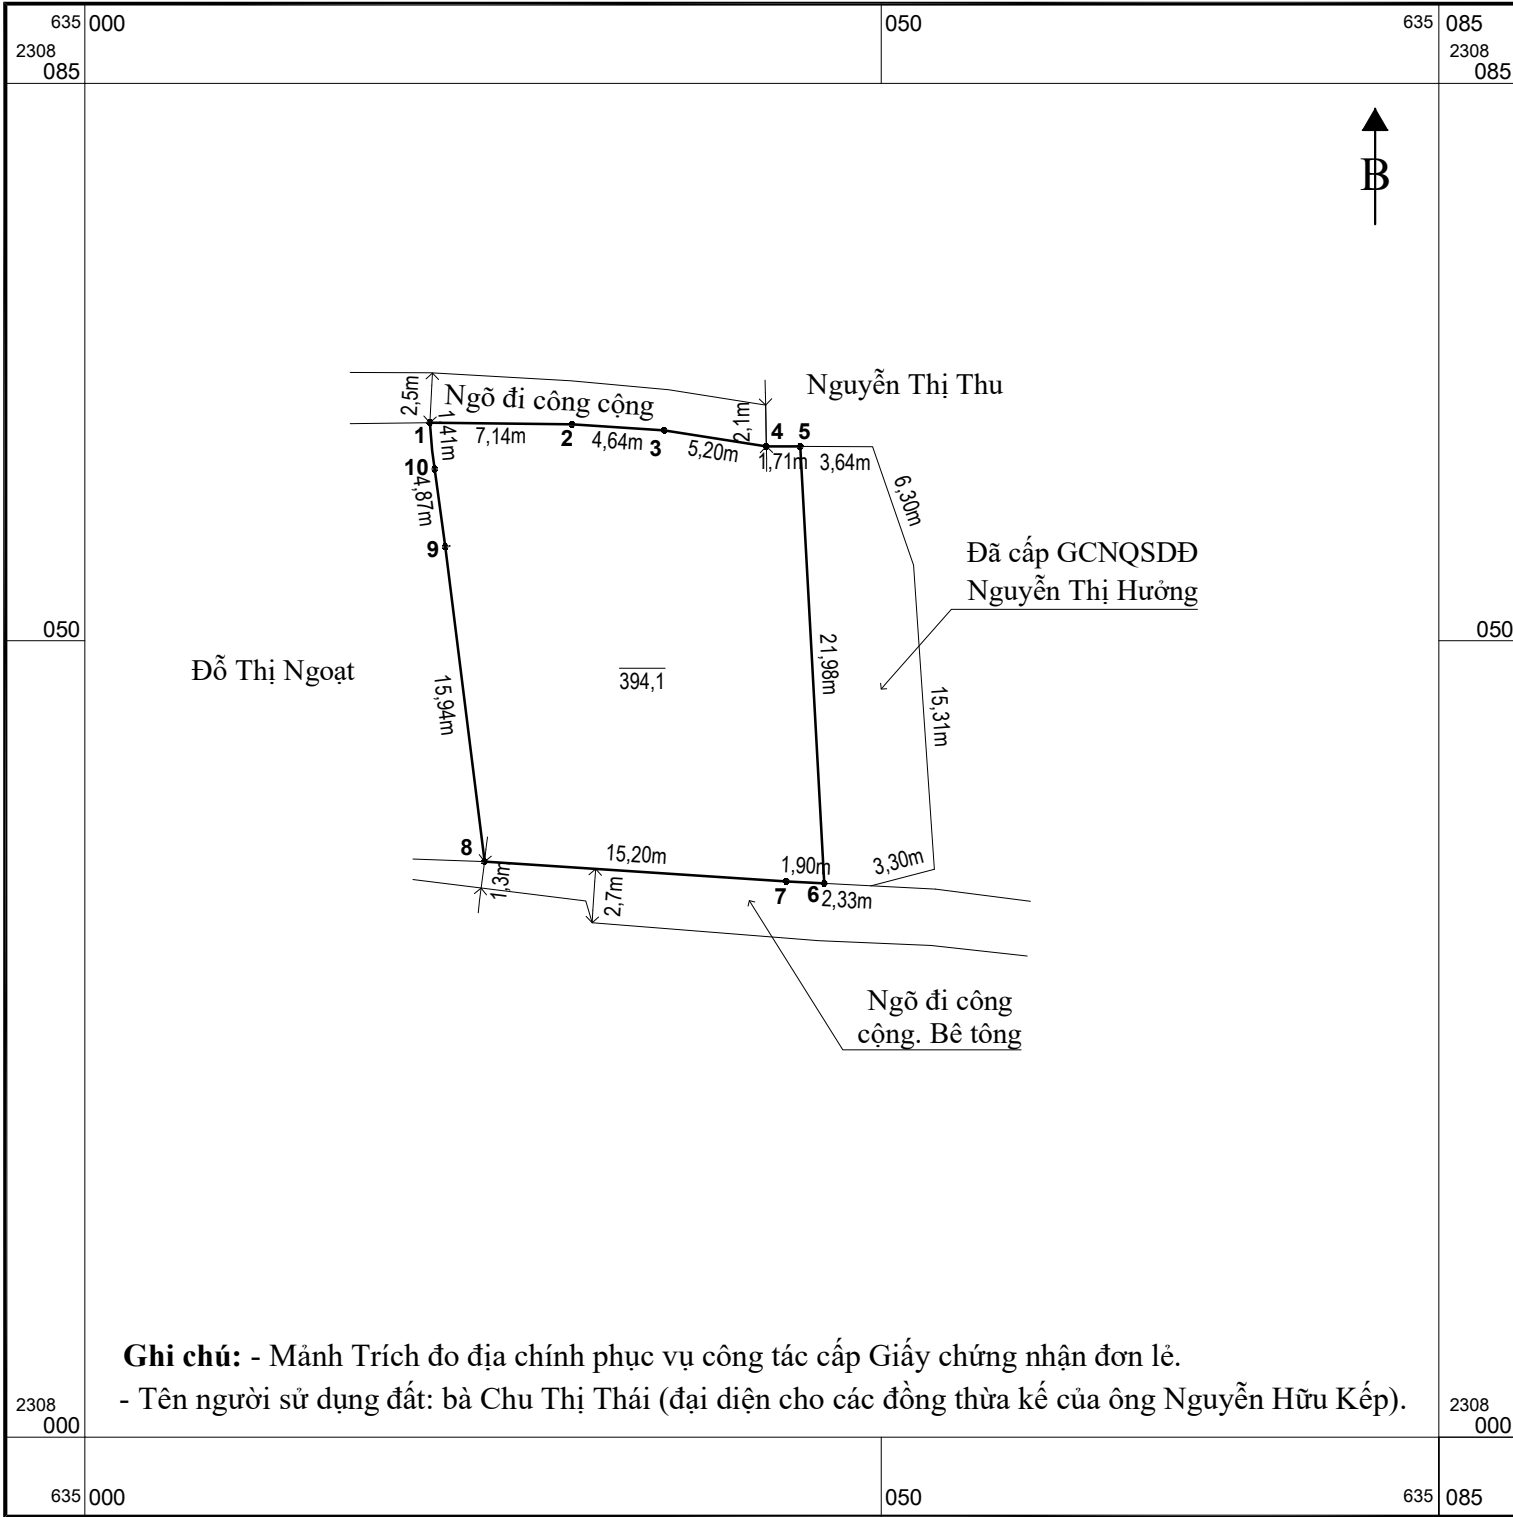 635 000 050 635 085
2308 2308
085 085
B
Nguyễn Thị Thu
2,5m
Ngõ đi công cộng
2,1m
1 7,14m 2 4,64m 3 5,20m 4 5
1,41m
1,71m 3,64m
10
4,87m
6,30m
9
Đã cấp GCNQSDĐ
Nguyễn Thị Hưởng
050 050
Đỗ Thị Ngoạt
21,98m
394,1
15,94m
15,31m
8
15,20m
1,90m
3,30m
1,3m
2,7m
7 6 2,33m
Ngõ đi công
cộng. Bê tông
Ghi chú: - Mảnh Trích đo địa chính phục vụ công tác cấp Giấy chứng nhận đơn lẻ.
- Tên người sử dụng đất: bà Chu Thị Thái (đại diện cho các đồng thừa kế của ông Nguyễn Hữu Kếp).
2308 2308
000 000
635 000 050 635 085